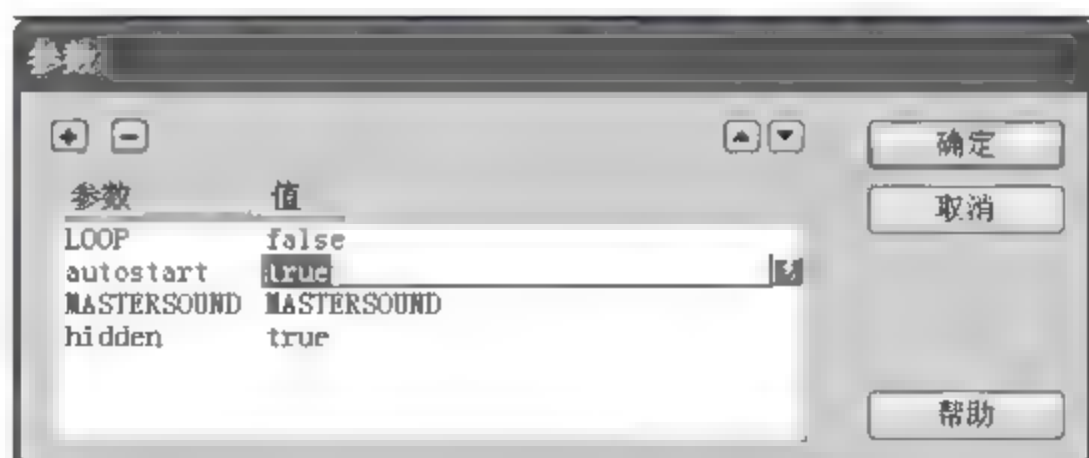 参数
参数 值
LOOP false
autostart true
MASTERSOUND MASTERSOUND
hidden true
确定
取消
帮助